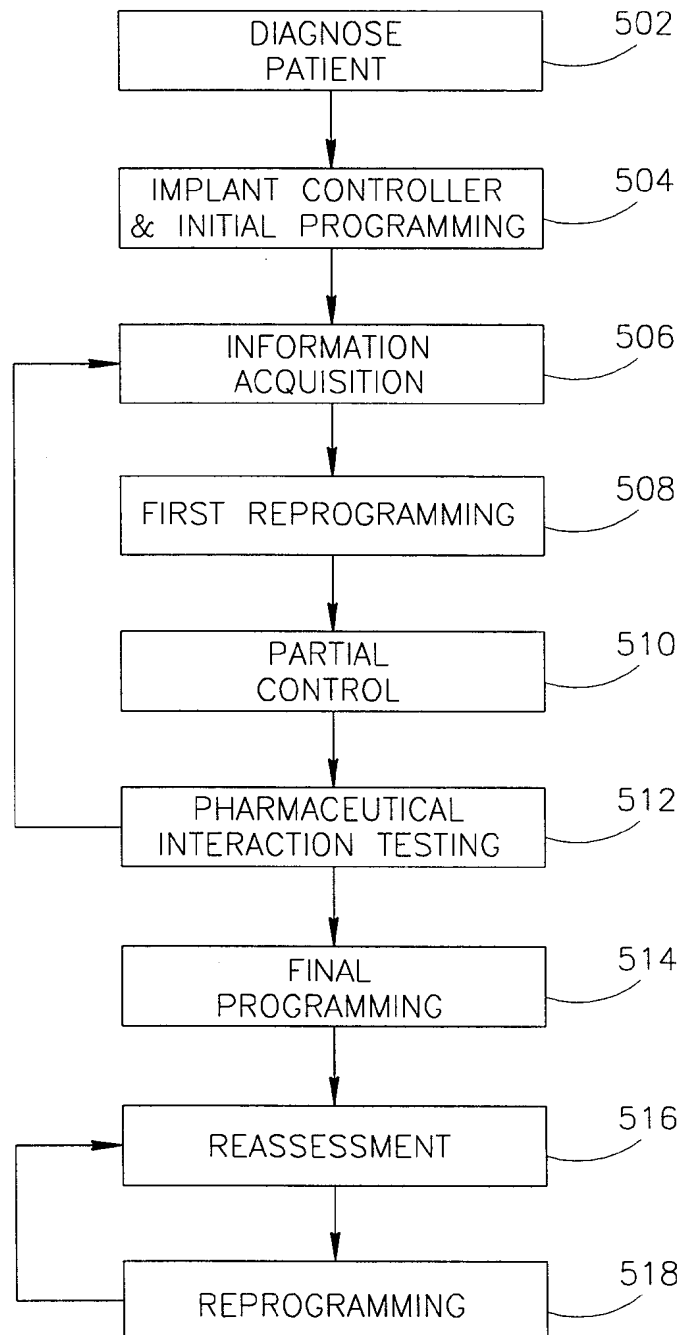 DIAGNOSE
PATIENT
502
IMPLANT CONTROLLER
& INITIAL PROGRAMMING
504
INFORMATION
ACQUISITION
506
FIRST REPROGRAMMING
508
PARTIAL
CONTROL
510
PHARMACEUTICAL
INTERACTION TESTING
512
FINAL
PROGRAMMING
514
REASSESSMENT
516
REPROGRAMMING
518